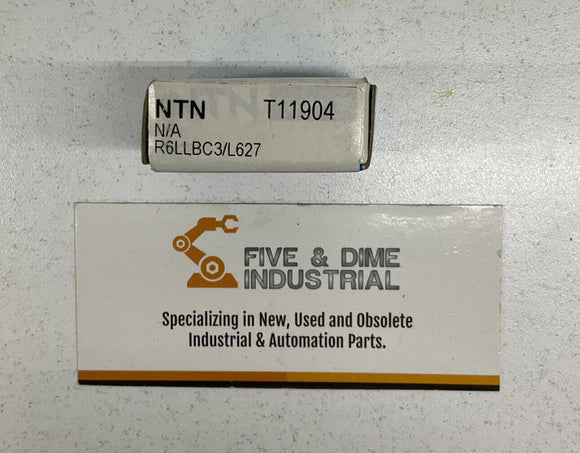 NTN T11904
N/A
R6LLBC3/L627
FIVE & DIME
INDUSTRIAL
Specializing in New, Used and Obsolete
Industrial & Automation Parts.